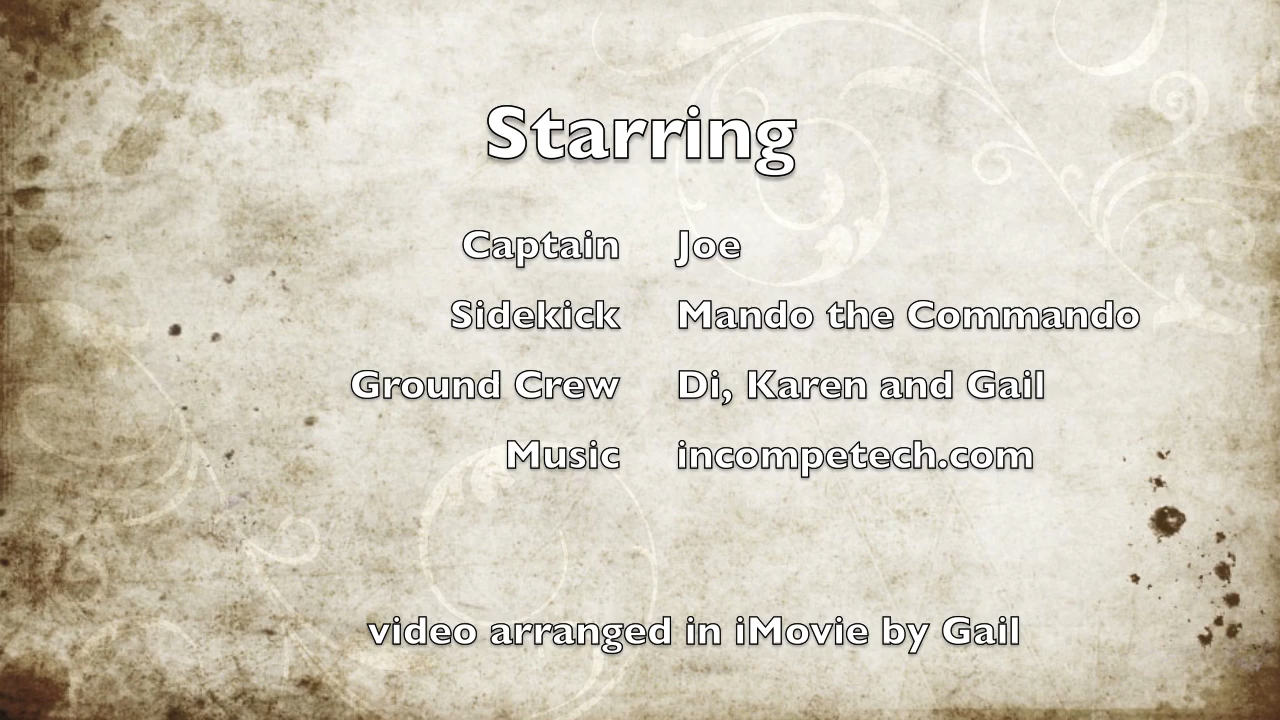 Starring
Captain Joe
Sidekick Mando the Commando
Ground Crew Di, Karen and Gail
Music incompetech.com
video arranged in iMovie by Gail